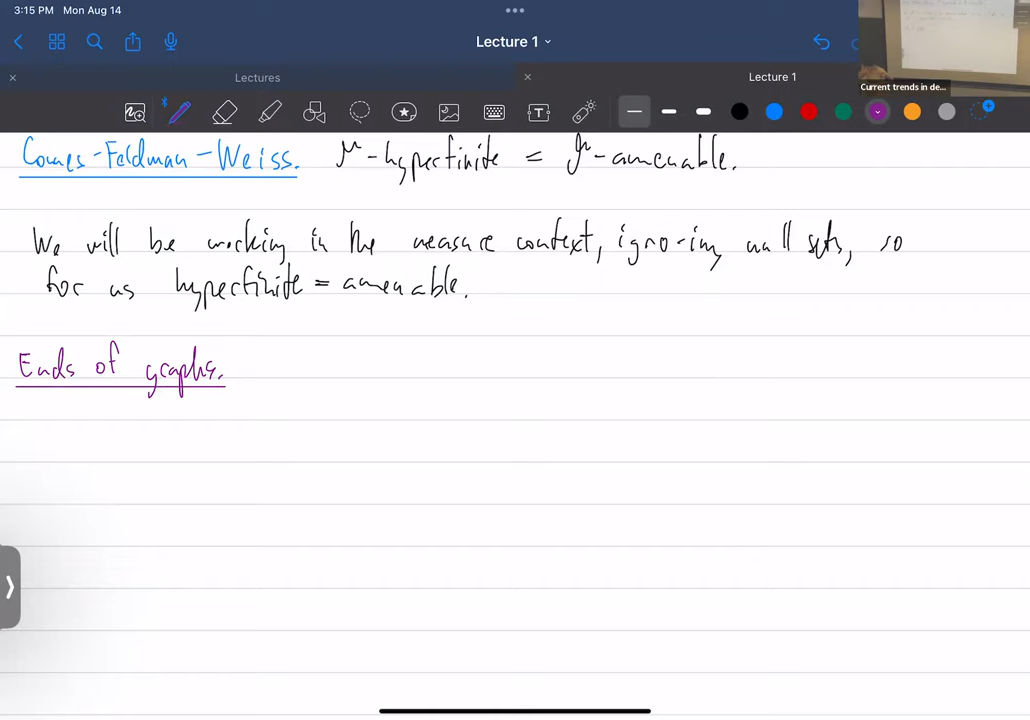 3:15 PM Mon Aug 14
Lecture 1
Lectures
Lecture 1
Current trends in de...
Connes-Feldman-Weiss. μ-hyperfinite = μ-amenable.
We will be working in the measure context, ignoring null sets, so
for us hyperfinite = amenable.
Ends of graphs.